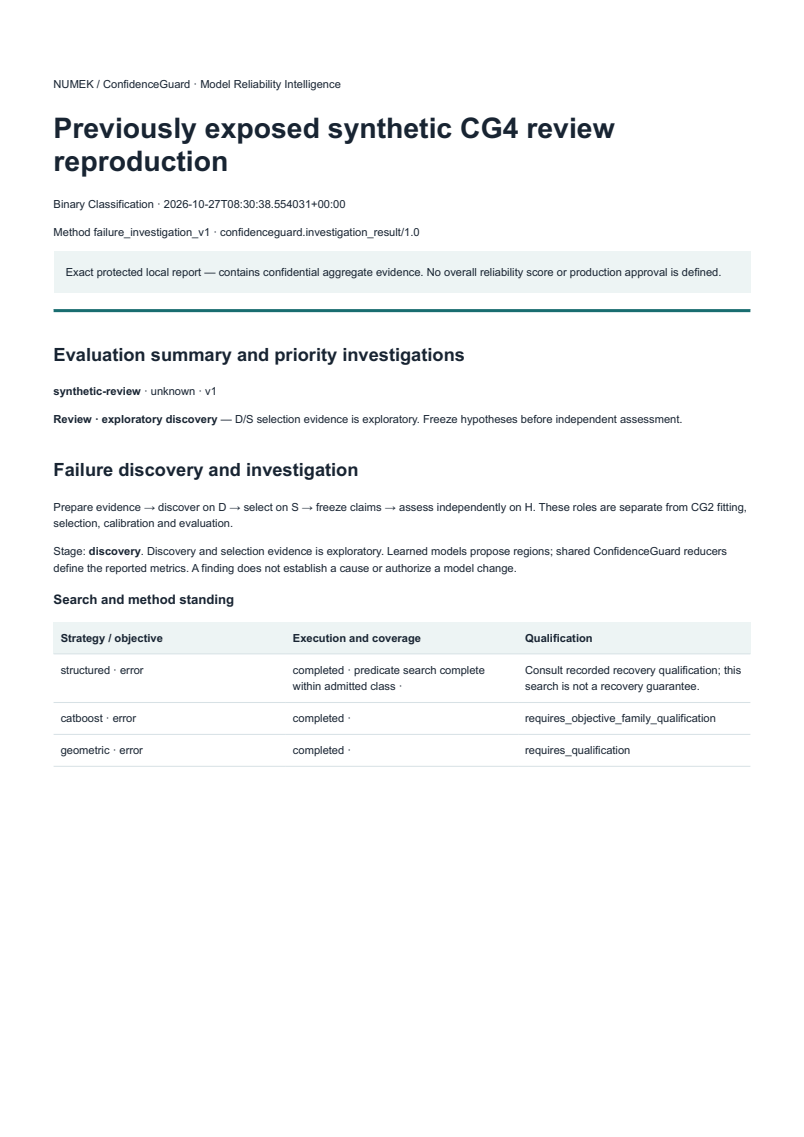 NUMEK / ConfidenceGuard · Model Reliability Intelligence
Previously exposed synthetic CG4 review
reproduction
Binary Classification · 2026-10-27T08:30:38.554031+00:00
Method failure_investigation_v1 · confidenceguard.investigation_result/1.0
Exact protected local report — contains confidential aggregate evidence. No overall reliability score or production approval is defined.
Evaluation summary and priority investigations
synthetic-review · unknown · v1
Review · exploratory discovery — D/S selection evidence is exploratory. Freeze hypotheses before independent assessment.
Failure discovery and investigation
Prepare evidence → discover on D → select on S → freeze claims → assess independently on H. These roles are separate from CG2 fitting,
selection, calibration and evaluation.
Stage: discovery. Discovery and selection evidence is exploratory. Learned models propose regions; shared ConfidenceGuard reducers
define the reported metrics. A finding does not establish a cause or authorize a model change.
Search and method standing
Strategy / objective Execution and coverage Qualification
structured · error completed · predicate search complete Consult recorded recovery qualification; this
within admitted class · search is not a recovery guarantee.
catboost · error completed · requires_objective_family_qualification
geometric · error completed · requires_qualification